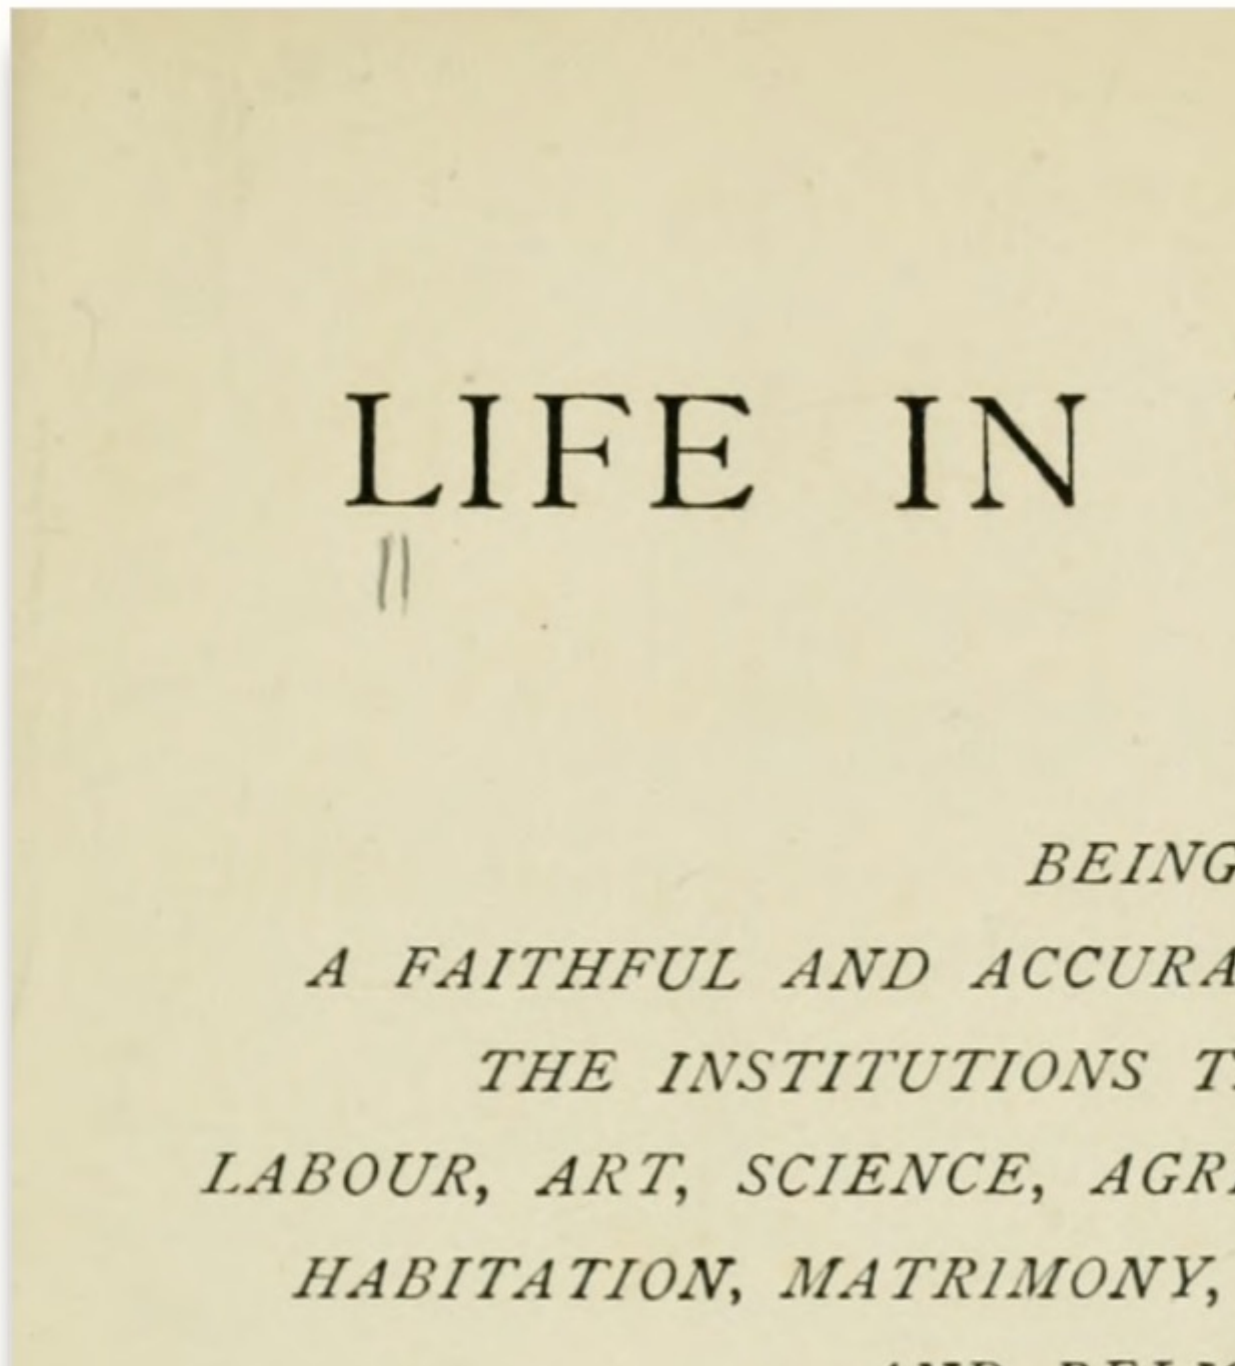 LIFE IN
BEING
A FAITHFUL AND ACCURA
THE INSTITUTIONS T
LABOUR, ART, SCIENCE, AGR
HABITATION, MATRIMONY,